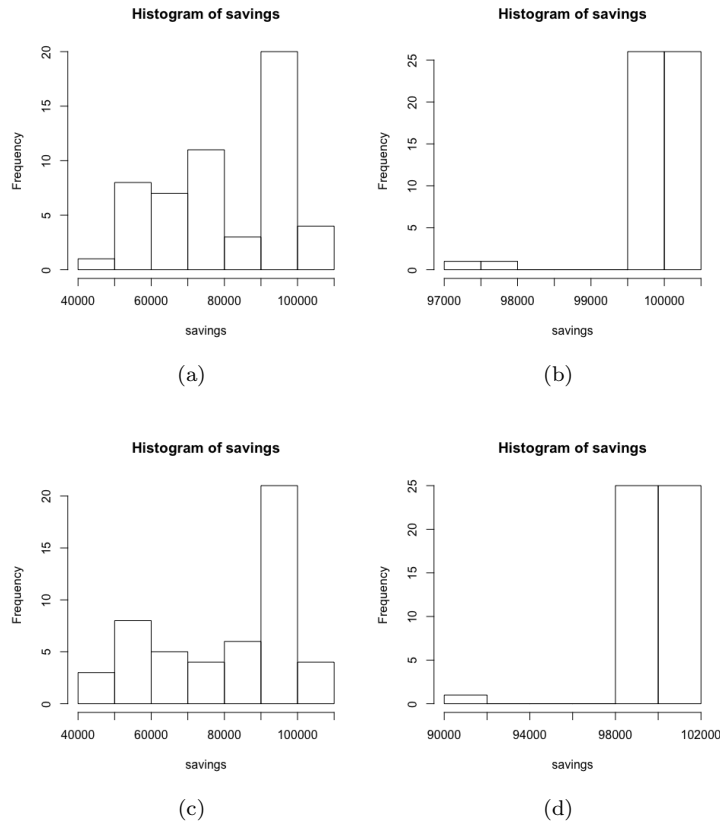 Histogram of savings
Frequency
0 5 10 15 20
40000 60000 80000 100000
savings
(a)
Histogram of savings
Frequency
0 5 10 15 20 25
97000 98000 99000 100000
savings
(b)
Histogram of savings
Frequency
0 5 10 15 20
40000 60000 80000 100000
savings
(c)
Histogram of savings
Frequency
0 5 10 15 20 25
90000 94000 98000 102000
savings
(d)